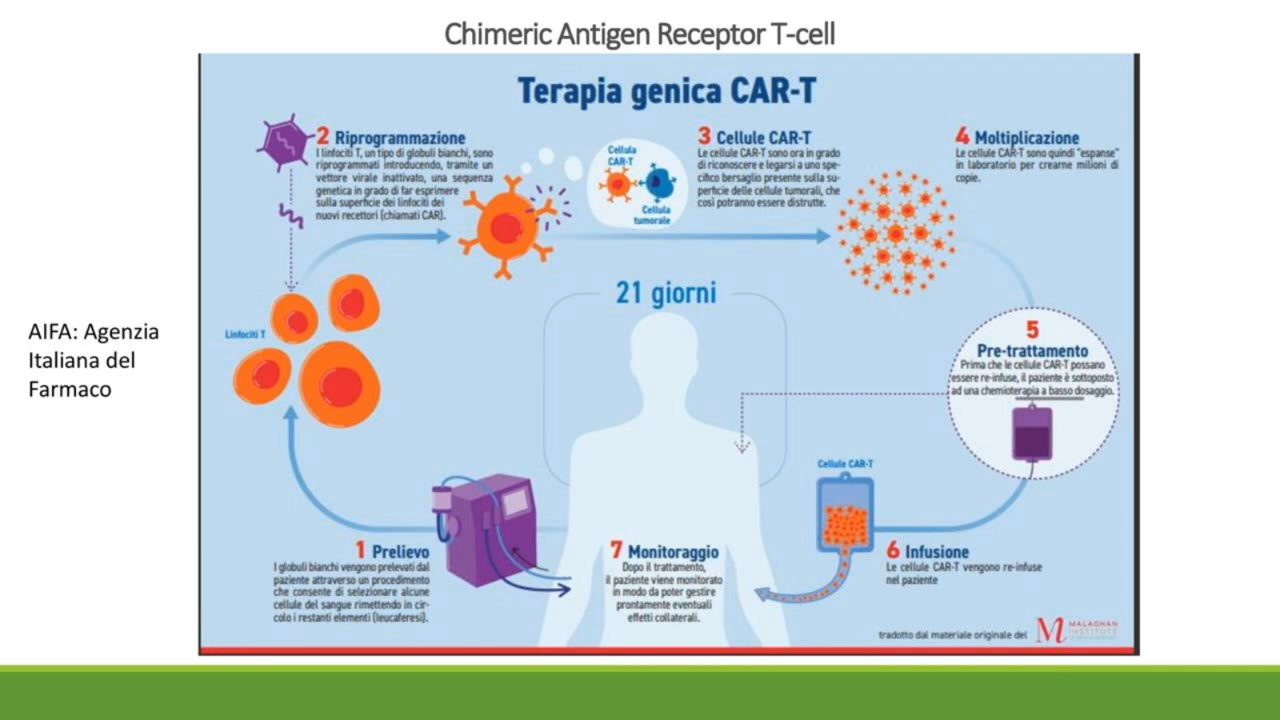 Chimeric Antigen Receptor T-cell
Terapia genica CAR-T
2 Riprogrammazione
I linfociti T, un tipo di globuli bianchi, sono
riprogrammati introducendo, tramite un
vettore virale inattivato, una sequenza
genetica in grado di far esprimere
sulla superficie dei linfociti dei
nuovi recettori (chiamati CAR).
Cellula
CAR-T
Cellula
tumorale
3 Cellule CAR-T
Le cellule CAR-T sono ora in grado
di riconoscere e legarsi a uno spe-
cifico bersaglio presente sulla su-
perficie delle cellule tumorali, che
così potranno essere distrutte.
4 Moltiplicazione
Le cellule CAR-T sono quindi "espanse"
in laboratorio per crearne milioni di
copie.
21 giorni
Linfociti T
AIFA: Agenzia
Italiana del
Farmaco
5
Pre-trattamento
Prima che le cellule CAR-T possano
essere re-infuse, il paziente è sottoposto
ad una chemioterapia a basso dosaggio.
Cellule CAR-T
1 Prelievo
I globuli bianchi vengono prelevati dal
paziente attraverso un procedimento
che consente di selezionare alcune
cellule del sangue rimettendo in cir-
colo i restanti elementi (leucaferesi).
7 Monitoraggio
Dopo il trattamento,
il paziente viene monitorato
in modo da poter gestire
prontamente eventuali
effetti collaterali.
6 Infusione
Le cellule CAR-T vengono re-infuse
nel paziente
tradotto dal materiale originale del
M MALAGHAN
INSTITUTE